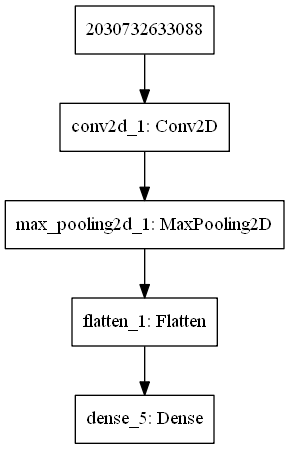 2030732633088
conv2d_1: Conv2D
max_pooling2d_1: MaxPooling2D
flatten_1: Flatten
dense_5: Dense